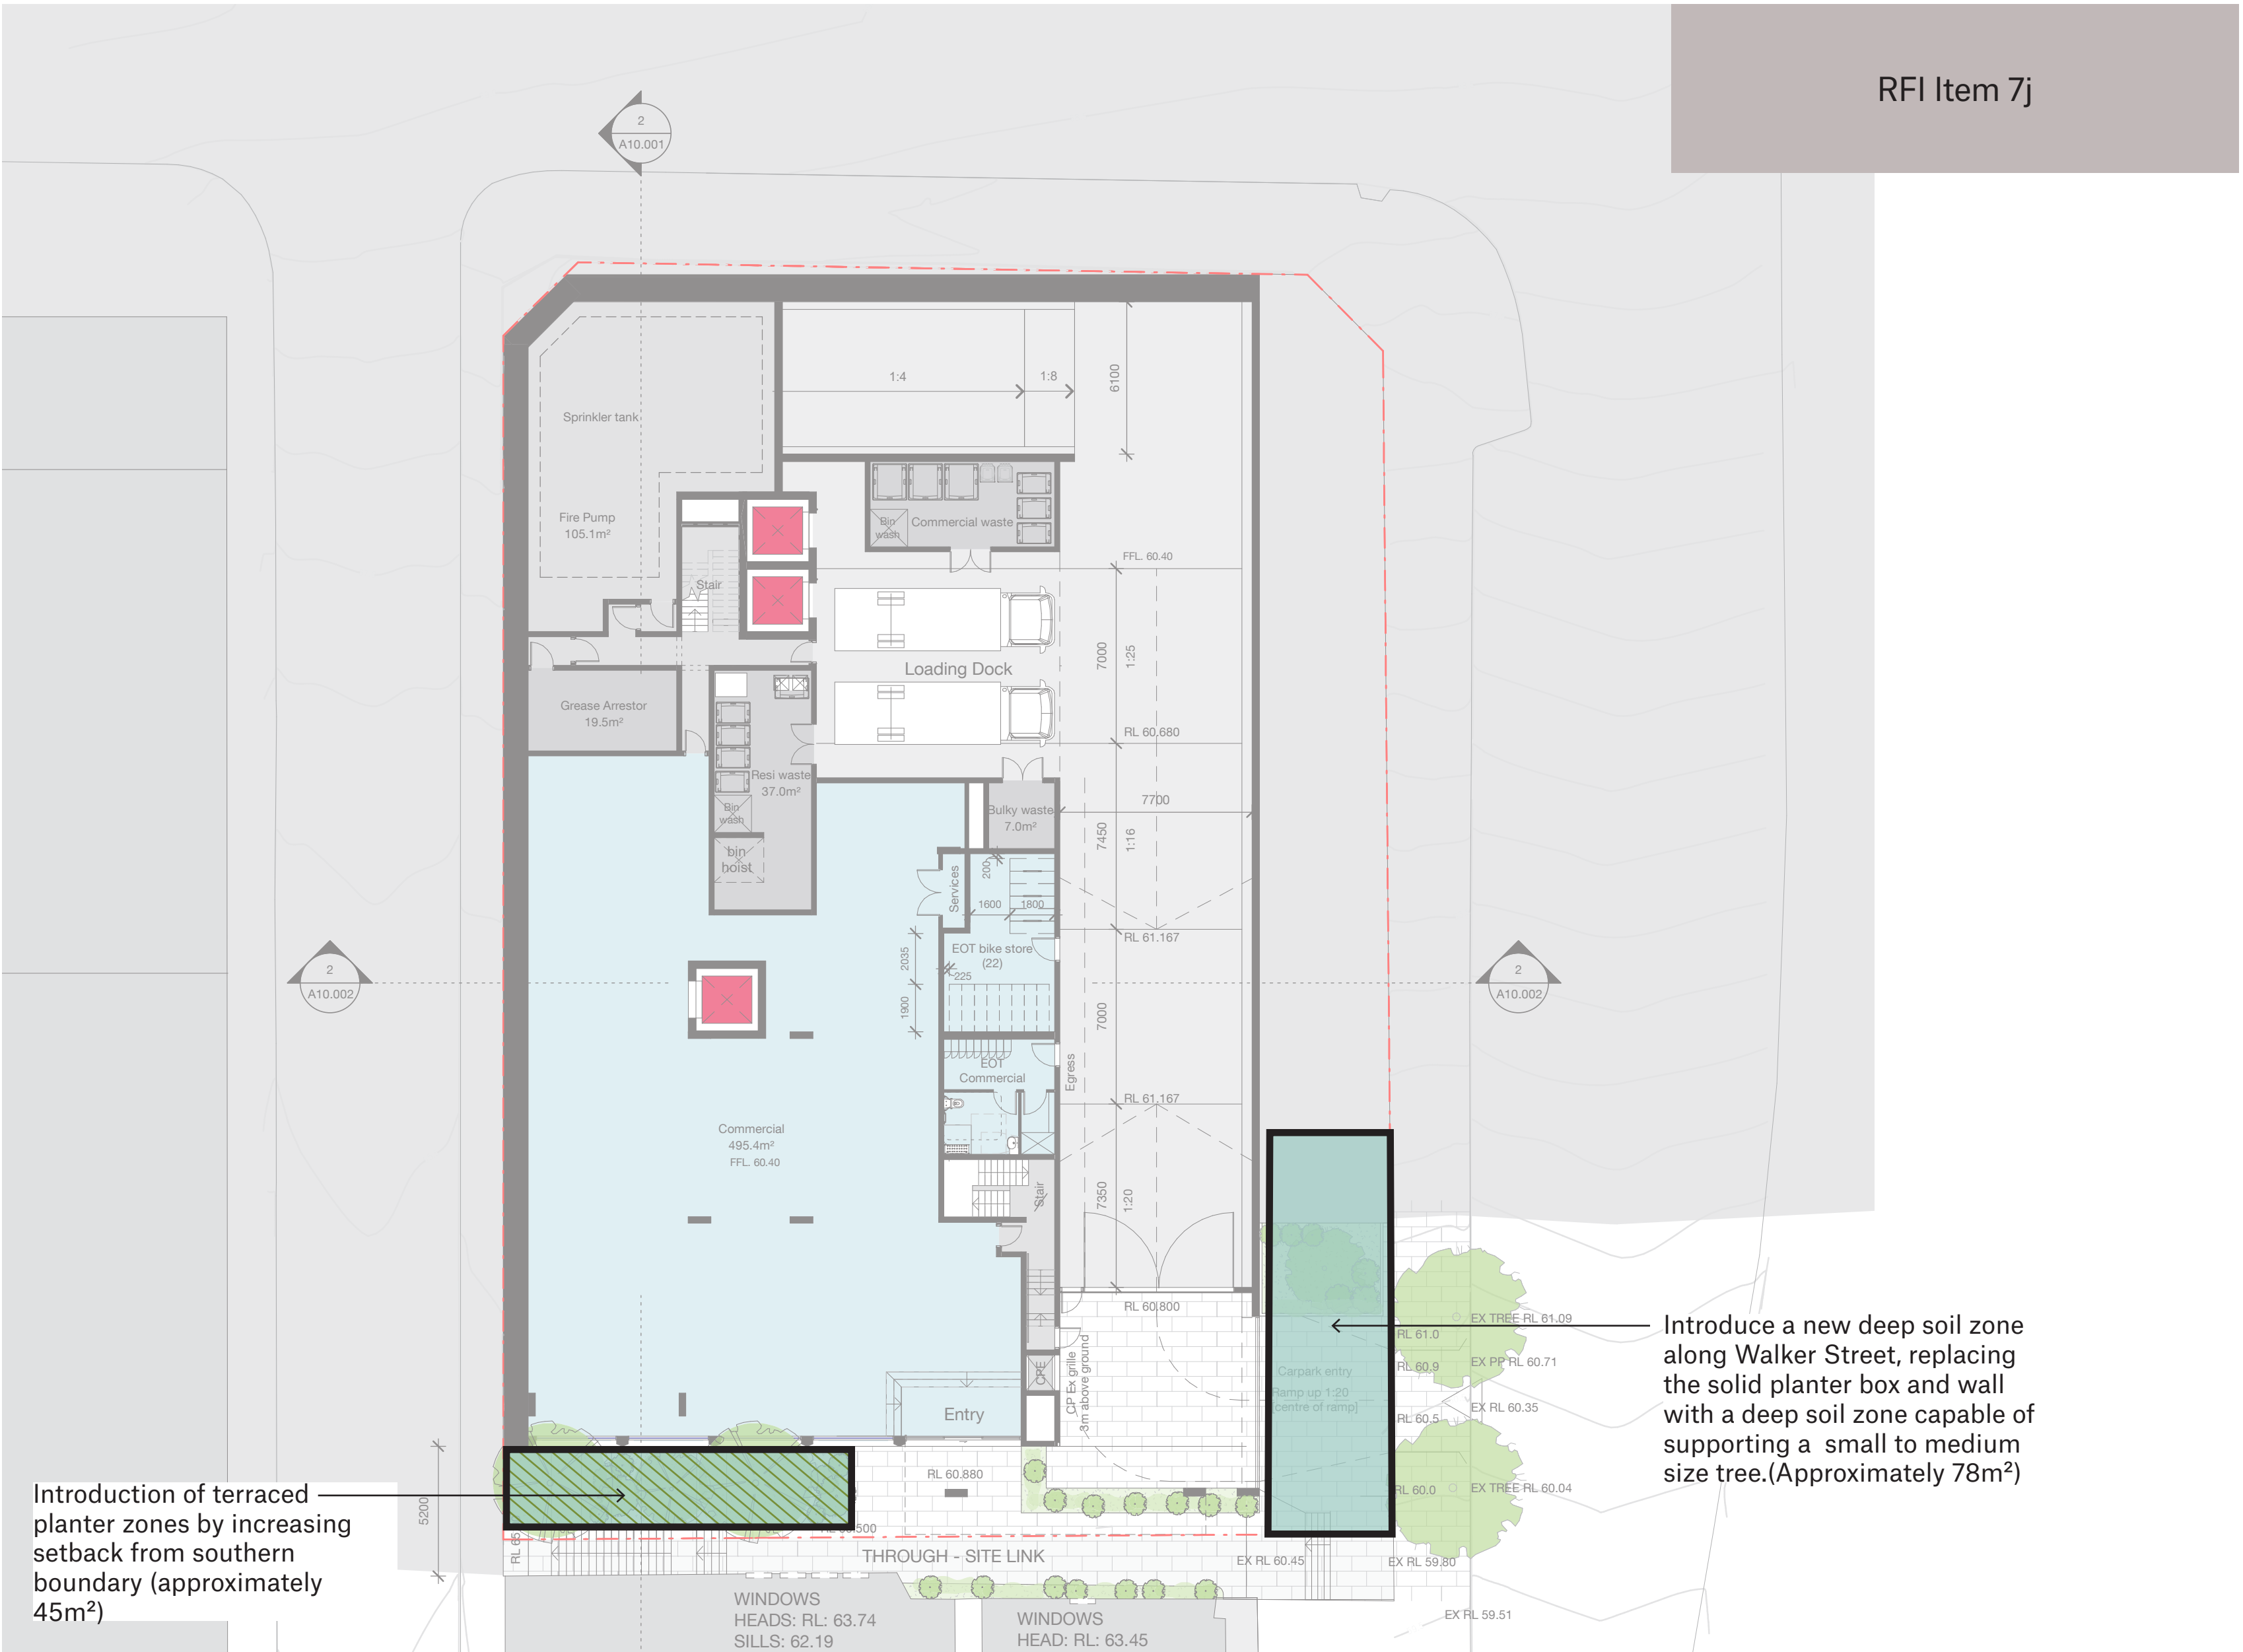 RFI Item 7j
2
A10.001
1:4
1:8
6100
Sprinkler tank
Fire Pump
105.1m²
Bin
wash
Commercial waste
FFL. 60.40
Stair
Loading Dock
7000
1:25
Grease Arrestor
19.5m²
RL 60.680
Resi waste
37.0m²
Bin
wash
bin
hoist
Bulky waste
7.0m²
7700
7450
1:16
200
Services
1600
1800
RL 61.167
EOT bike store
(22)
2035
225
1900
2
A10.002
2
A10.002
7000
EOT
Commercial
Egress
RL 61.167
Commercial
495.4m²
FFL. 60.40
Stair
7350
1:20
RL 60.800
EX TREE RL 61.09
RL 61.0
EX PP RL 60.71
RL 60.9
CPE
CP Ex grille
3m above ground
Carpark entry
Ramp up 1:20
centre of ramp]
EX RL 60.35
RL 60.5
Entry
Introduce a new deep soil zone
along Walker Street, replacing
the solid planter box and wall
with a deep soil zone capable of
supporting a small to medium
size tree.(Approximately 78m²)
RL 60.880
RL 60.0
EX TREE RL 60.04
5200
Introduction of terraced
planter zones by increasing
setback from southern
boundary (approximately
45m²)
THROUGH - SITE LINK
EX RL 60.45
EX RL 59.80
WINDOWS
HEADS: RL: 63.74
SILLS: 62.19
WINDOWS
HEAD: RL: 63.45
EX RL 59.51